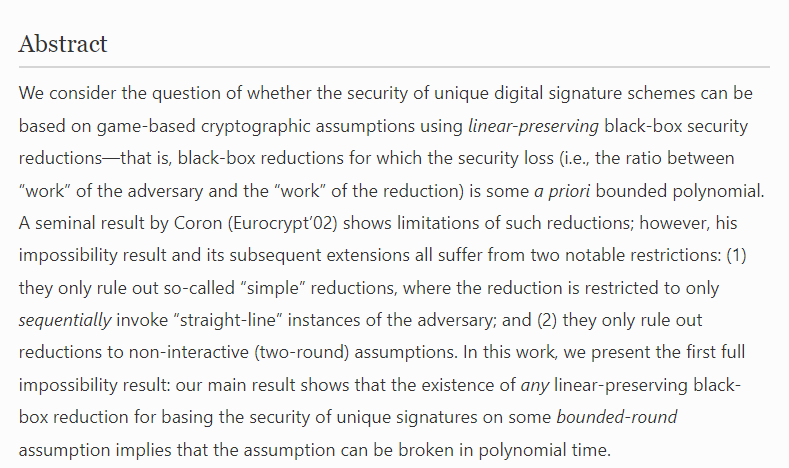 Abstract
We consider the question of whether the security of unique digital signature schemes can be
based on game-based cryptographic assumptions using linear-preserving black-box security
reductions—that is, black-box reductions for which the security loss (i.e., the ratio between
“work” of the adversary and the “work” of the reduction) is some a priori bounded polynomial.
A seminal result by Coron (Eurocrypt’02) shows limitations of such reductions; however, his
impossibility result and its subsequent extensions all suffer from two notable restrictions: (1)
they only rule out so-called “simple” reductions, where the reduction is restricted to only
sequentially invoke “straight-line” instances of the adversary; and (2) they only rule out
reductions to non-interactive (two-round) assumptions. In this work, we present the first full
impossibility result: our main result shows that the existence of any linear-preserving black-
box reduction for basing the security of unique signatures on some bounded-round
assumption implies that the assumption can be broken in polynomial time.